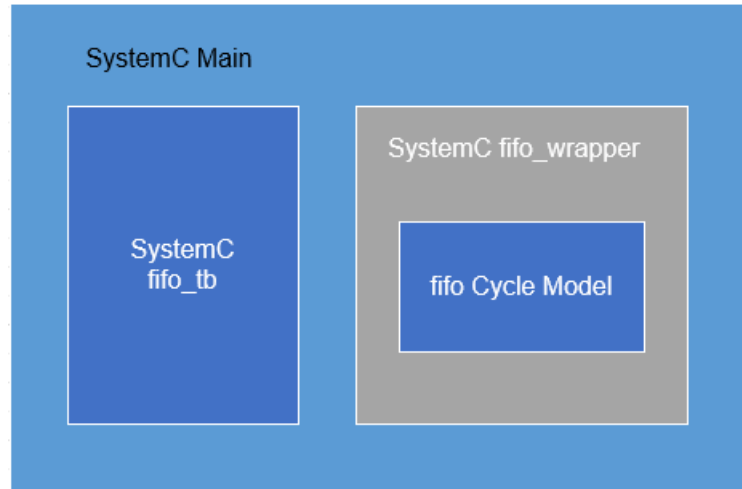 SystemC Main
SystemC fifo_wrapper
SystemC
fifo_tb
fifo Cycle Model